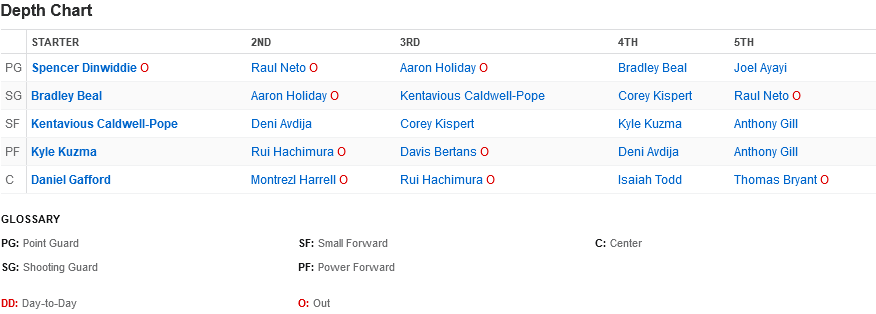 Depth Chart
STARTER 2ND 3RD 4TH 5TH
PG Spencer Dinwiddie O Raul Neto O Aaron Holiday O Bradley Beal Joel Ayayi
SG Bradley Beal Aaron Holiday O Kentavious Caldwell-Pope Corey Kispert Raul Neto O
SF Kentavious Caldwell-Pope Deni Avdija Corey Kispert Kyle Kuzma Anthony Gill
PF Kyle Kuzma Rui Hachimura O Davis Bertans O Deni Avdija Anthony Gill
C Daniel Gafford Montrezl Harrell O Rui Hachimura O Isaiah Todd Thomas Bryant O
GLOSSARY
PG: Point Guard SF: Small Forward C: Center
SG: Shooting Guard PF: Power Forward
DD: Day-to-Day O: Out